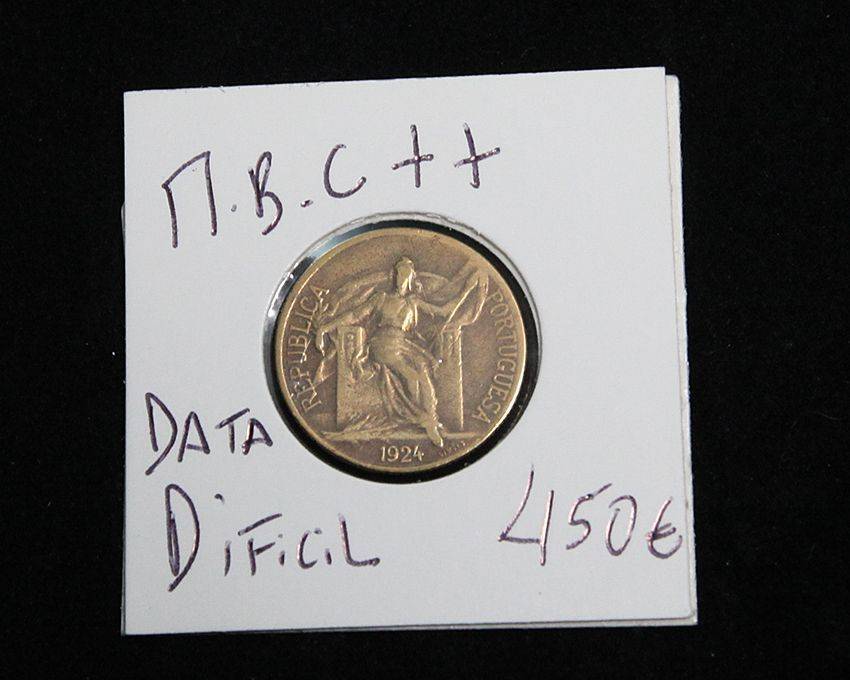 M.B.C++
REPUBLICA PORTUGUESA
1924
DATA
DiFiCiL 450€